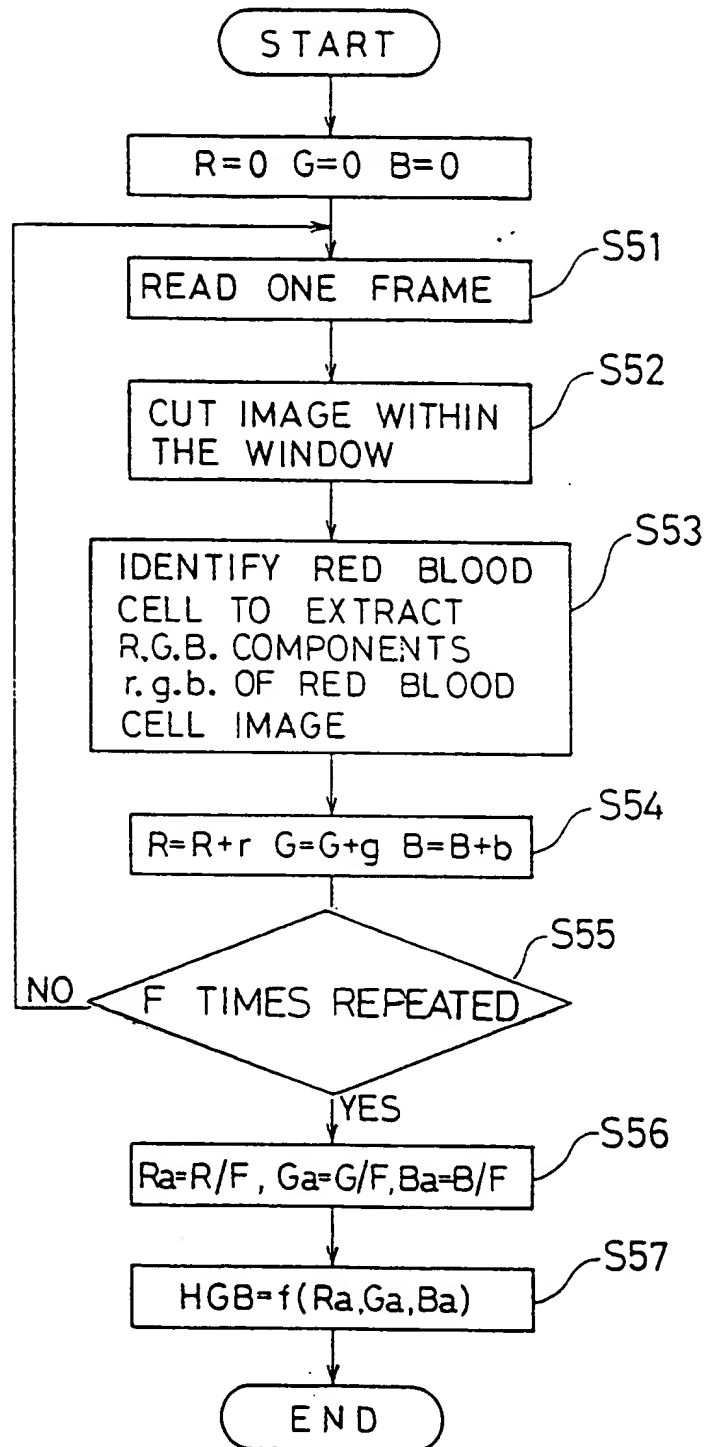 START
R=0 G=0 B=0
S51
READ ONE FRAME
S52
CUT IMAGE WITHIN
THE WINDOW
S53
IDENTIFY RED BLOOD
CELL TO EXTRACT
R.G.B. COMPONENTS
r.g.b. OF RED BLOOD
CELL IMAGE
S54
R=R+r G=G+g B=B+b
S55
NO
F TIMES REPEATED
YES
S56
Ra=R/F, Ga=G/F,Ba=B/F
S57
HGB=f(Ra,Ga,Ba)
END